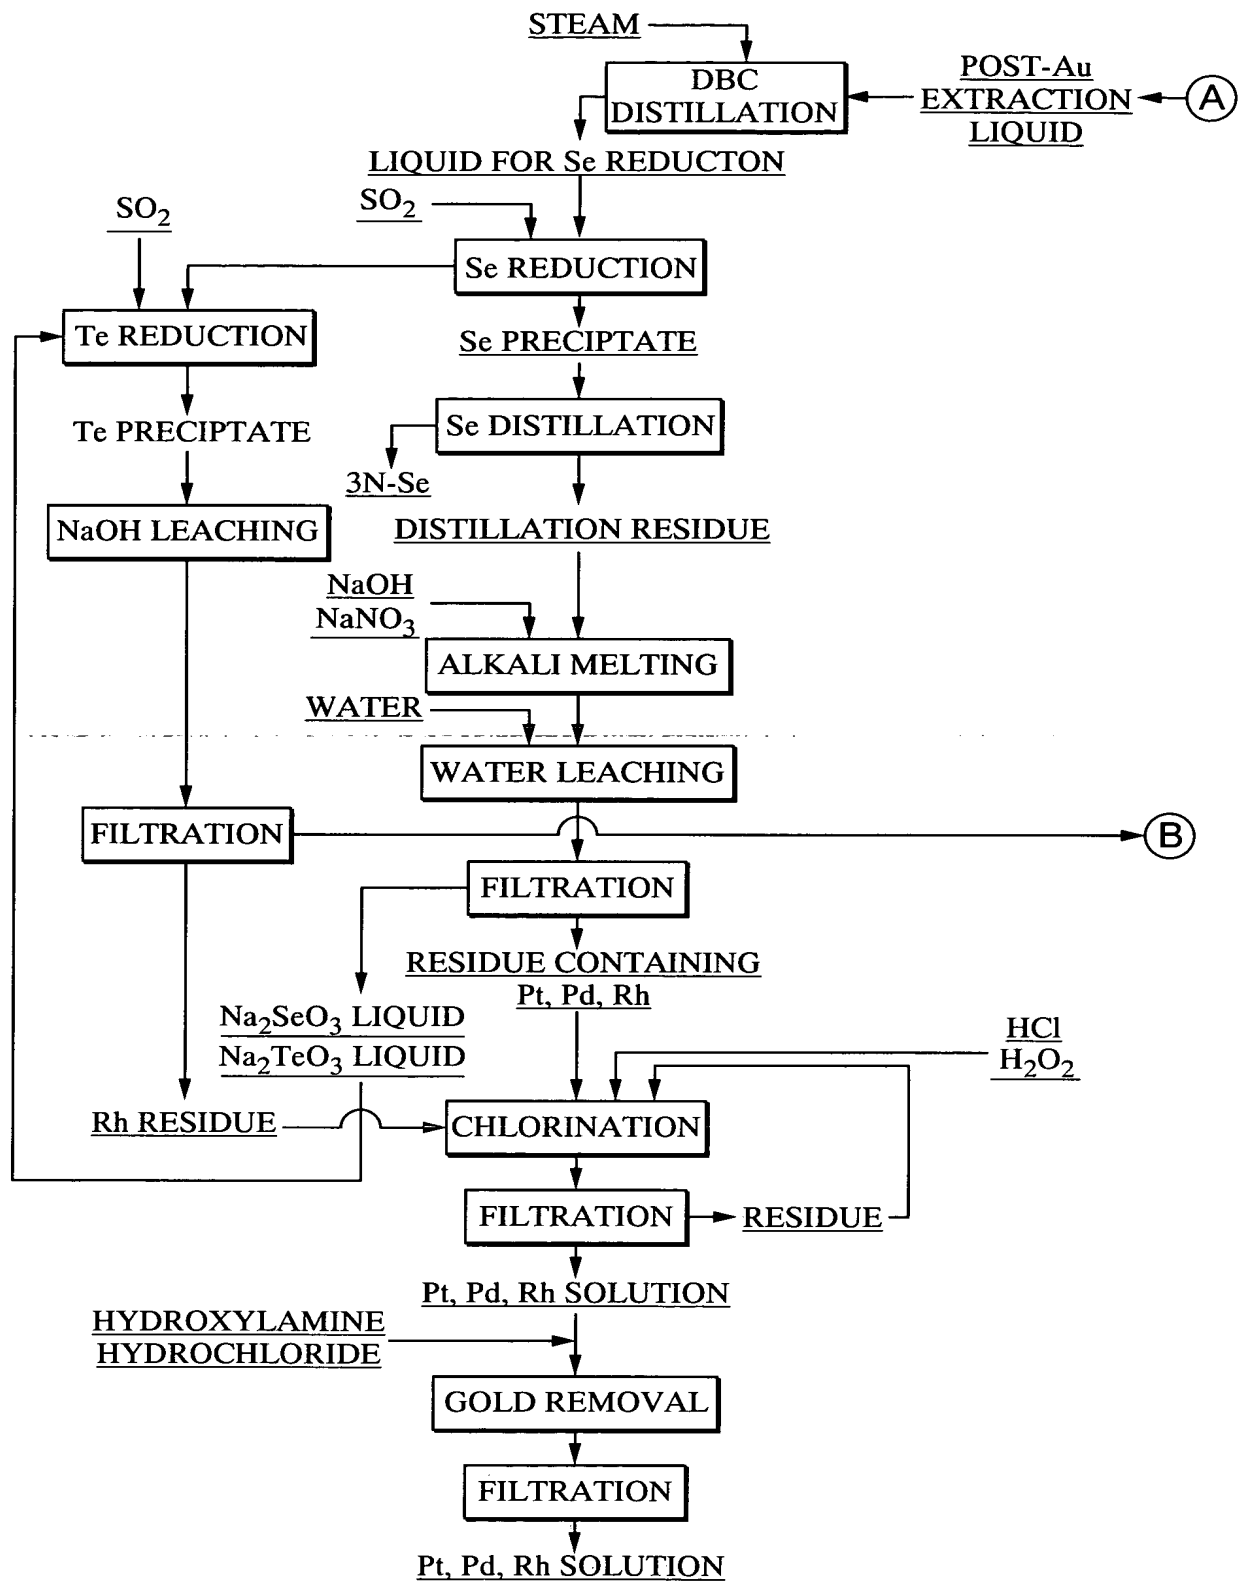 STEAM
DBC
DISTILLATION
POST-Au
EXTRACTION
LIQUID
A
LIQUID FOR Se REDUCTON
SO2
SO2
Se REDUCTION
Te REDUCTION
Se PRECIPTATE
Te PRECIPTATE
Se DISTILLATION
3N-Se
NaOH LEACHING
DISTILLATION RESIDUE
NaOH
NaNO3
ALKALI MELTING
WATER
WATER LEACHING
FILTRATION
B
FILTRATION
RESIDUE CONTAINING
Pt, Pd, Rh
Na2SeO3 LIQUID
Na2TeO3 LIQUID
HCl
H2O2
Rh RESIDUE
CHLORINATION
FILTRATION
RESIDUE
Pt, Pd, Rh SOLUTION
HYDROXYLAMINE
HYDROCHLORIDE
GOLD REMOVAL
FILTRATION
Pt, Pd, Rh SOLUTION